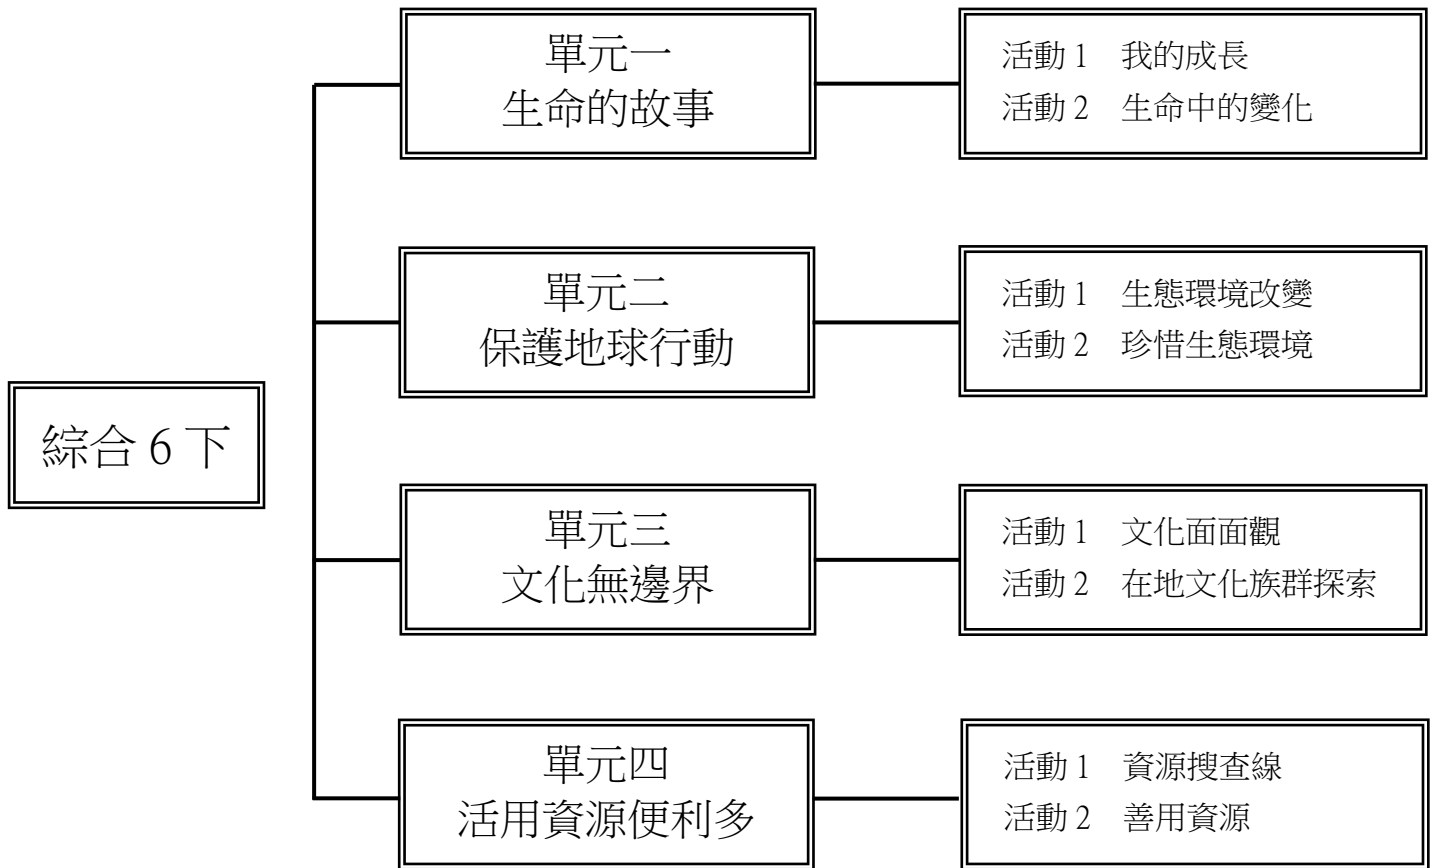 綜合 6 下
單元一
生命的故事
活動 1　我的成長
活動 2　生命中的變化
單元二
保護地球行動
活動 1　生態環境改變
活動 2　珍惜生態環境
單元三
文化無邊界
活動 1　文化面面觀
活動 2　在地文化族群探索
單元四
活用資源便利多
活動 1　資源搜查線
活動 2　善用資源